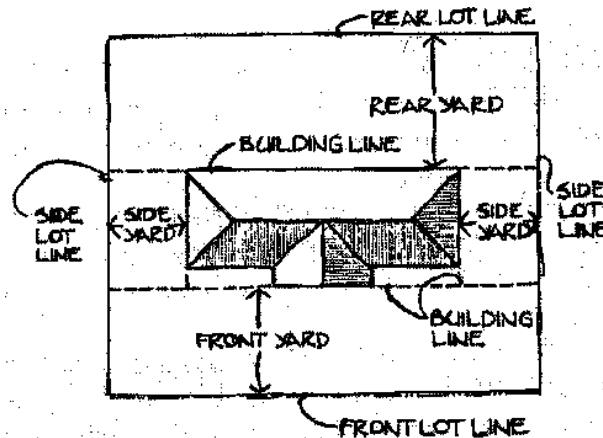 REAR LOT LINE
REAR YARD
BUILDING LINE
SIDE
LOT
LINE
SIDE
YARD
SIDE
YARD
SIDE
LOT
LINE
BUILDING
LINE
FRONT YARD
FRONT LOT LINE